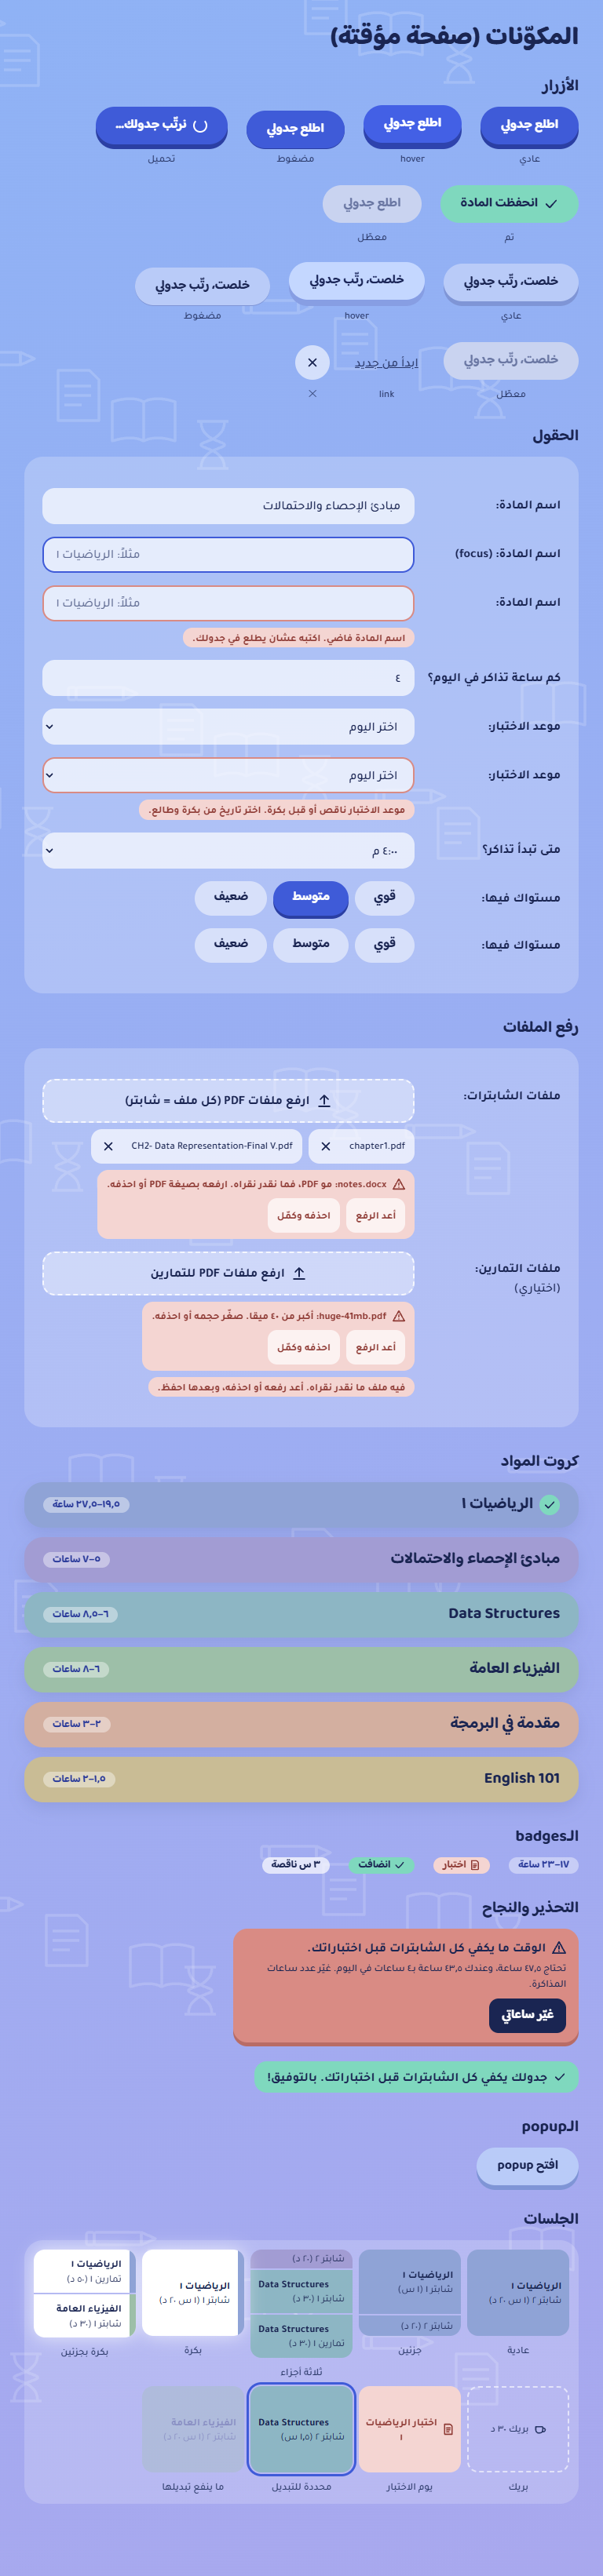 المكوّنات (صفحة مؤقتة)
الأزرار
اطلع جدولي
اطلع جدولي
اطلع جدولي
نرتّب جدولك...
عادي
hover
مضغوط
تحميل
انحفظت المادة
اطلع جدولي
تم
معطّل
خلصت، رتّب جدولي
خلصت، رتّب جدولي
خلصت، رتّب جدولي
عادي
hover
مضغوط
خلصت، رتّب جدولي
ابدأ من جديد
×
معطّل
link
×
الحقول
اسم المادة:
مبادئ الإحصاء والاحتمالات
اسم المادة: (focus)
مثلاً: الرياضيات ١
اسم المادة:
مثلاً: الرياضيات ١
اسم المادة فاضي. اكتبه عشان يطلع في جدولك.
كم ساعة تذاكر في اليوم؟
٤
موعد الاختبار:
اختر اليوم
موعد الاختبار:
اختر اليوم
موعد الاختبار ناقص أو قبل بكرة. اختر تاريخ من بكرة وطالع.
متى تبدأ تذاكر؟
٤:٠٠ م
مستواك فيها:
قوي
متوسط
ضعيف
مستواك فيها:
قوي
متوسط
ضعيف
رفع الملفات
ملفات الشابترات:
ارفع ملفات PDF (كل ملف = شابتر)
chapter1.pdf ×
CH2- Data Representation-Final V.pdf ×
notes.docx: مو PDF، فما نقدر نقراه. ارفعه بصيغة PDF أو احذفه.
أعد الرفع
احذفه وكمّل
ملفات التمارين:
(اختياري)
ارفع ملفات PDF للتمارين
huge-41mb.pdf: أكبر من ٤٠ ميقا. صغّر حجمه أو احذفه.
أعد الرفع
احذفه وكمّل
فيه ملف ما نقدر نقراه. أعد رفعه أو احذفه، وبعدها احفظ.
كروت المواد
الرياضيات ١
١٩٫٥–٢٧٫٥ ساعة
مبادئ الإحصاء والاحتمالات
٥–٧ ساعات
Data Structures
٦–٨٫٥ ساعات
الفيزياء العامة
٦–٨ ساعات
مقدمة في البرمجة
٢–٣ ساعات
English 101
١٫٥–٢ ساعات
الـbadges
١٧–٢٣ ساعة
اختبار
انضافت
٣ س ناقصة
التحذير والنجاح
الوقت ما يكفي كل الشابترات قبل اختباراتك.
تحتاج ٤٧٫٥ ساعة، وعندك ٤٣٫٥ ساعة بـ٤ ساعات في اليوم. غيّر عدد ساعات
المذاكرة.
غيّر ساعاتي
جدولك يكفي كل الشابترات قبل اختباراتك. بالتوفيق!
الـpopup
افتح popup
الجلسات
الرياضيات ١
شابتر ٢ (١ س ٢٠ د)
عادية
الرياضيات ١
شابتر ١ (١ س)
شابتر ٢ (٢٠ د)
جزئين
شابتر ٢ (٢٠ د)
Data Structures
شابتر ١ (٣٠ د)
Data Structures
تمارين ١ (٣٠ د)
ثلاثة أجزاء
الرياضيات ١
شابتر ١ (١ س ٢٠ د)
بكرة
الرياضيات ١
تمارين ١ (٥٠ د)
الفيزياء العامة
شابتر ١ (٣٠ د)
بكرة بجزئين
بريك ٣٠ د
بريك
اختبار الرياضيات
١
يوم الاختبار
Data Structures
شابتر ٢ (١٫٥ س)
محددة للتبديل
الفيزياء العامة
شابتر ٢ (١ س ٢٠ د)
ما ينفع تبديلها